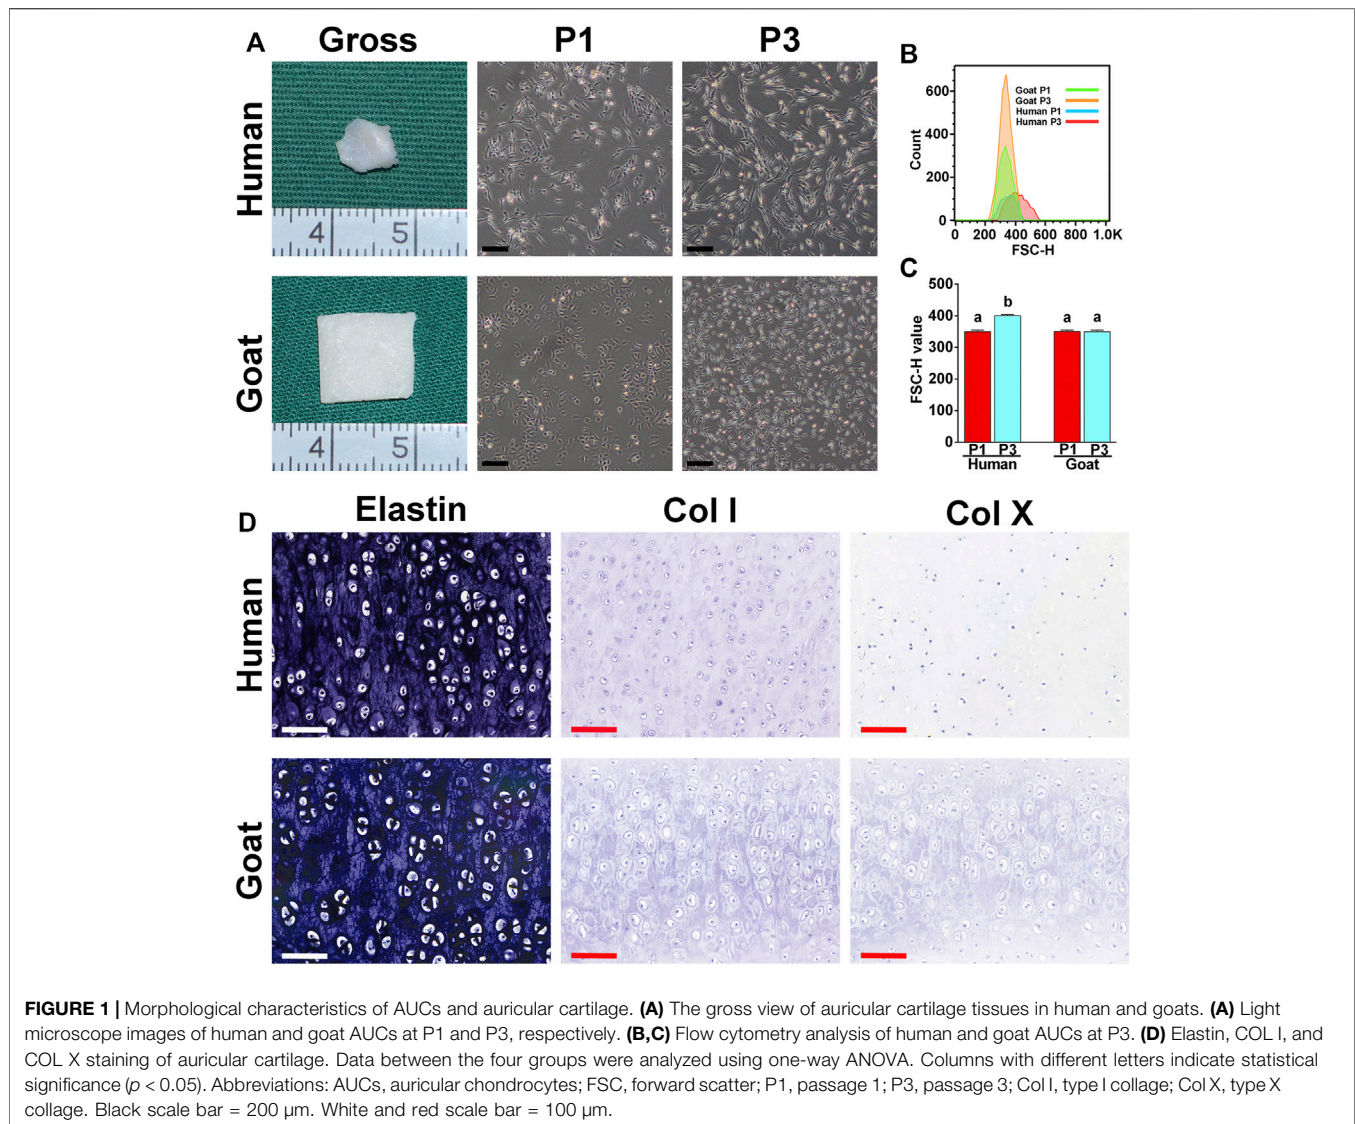 A
Gross
P1
P3
Human
4
5
Goat
4
5
B
Count
600
400
200
0
Goat P1
Goat P3
Human P1
Human P3
0 200 400 600 800 1.0K
FSC-H
C
FSC-H value
500
400
300
200
100
0
a b a a
P1 P3 P1 P3
Human Goat
D
Elastin
Col I
Col X
Human
Goat
FIGURE 1 | Morphological characteristics of AUCs and auricular cartilage. (A) The gross view of auricular cartilage tissues in human and goats. (A) Light
microscope images of human and goat AUCs at P1 and P3, respectively. (B,C) Flow cytometry analysis of human and goat AUCs at P3. (D) Elastin, COL I, and
COL X staining of auricular cartilage. Data between the four groups were analyzed using one-way ANOVA. Columns with different letters indicate statistical
significance (p < 0.05). Abbreviations: AUCs, auricular chondrocytes; FSC, forward scatter; P1, passage 1; P3, passage 3; Col I, type I collage; Col X, type X
collage. Black scale bar = 200 μm. White and red scale bar = 100 μm.